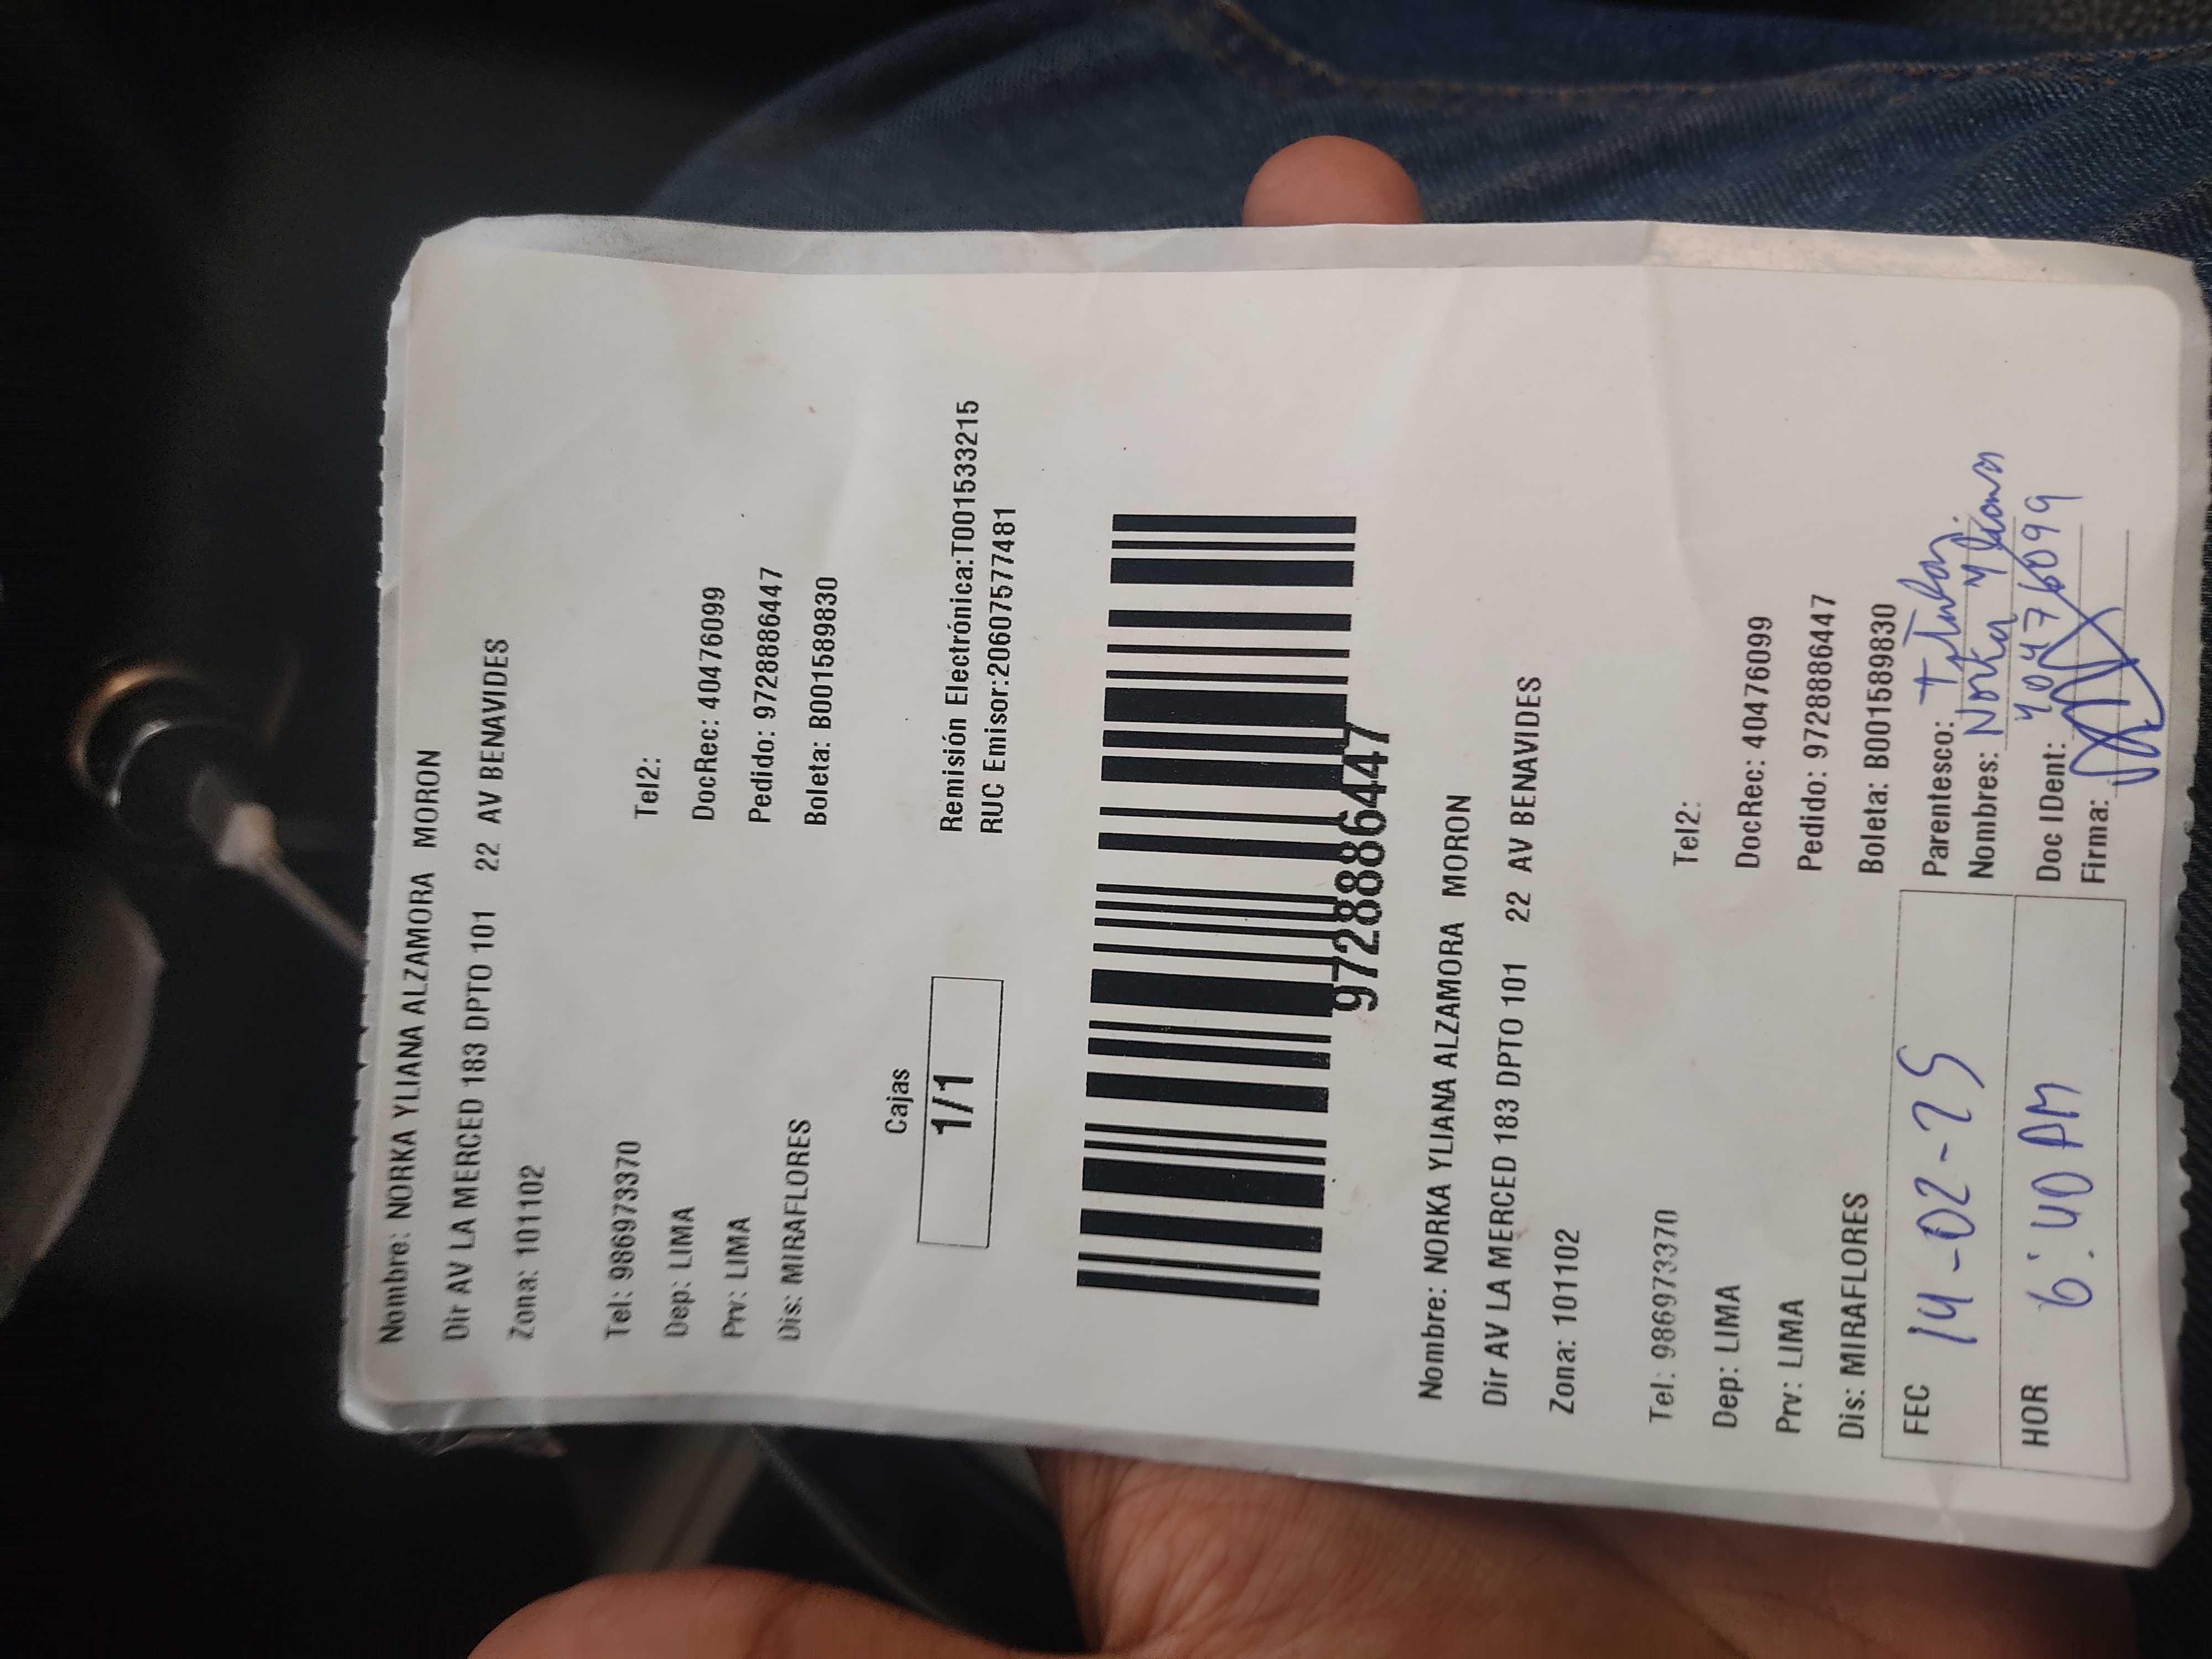 Nombre: NORKA YLIANA ALZAMORA MORON
Dir AV LA MERCED 183 DPTO 101 22 AV BENAVIDES
Zona: 101102
Tel: 986973370 Tel2:
Dep: LIMA DocRec: 40476099
Prv: LIMA Pedido: 9728886447
Dis: MIRAFLORES Boleta: B001589830
Cajas
1/1
Remisión Electrónica:T001533215
RUC Emisor:20607577481
9728886447
Nombre: NORKA YLIANA ALZAMORA MORON
Dir AV LA MERCED 183 DPTO 101 22 AV BENAVIDES
Zona: 101102
Tel: 986973370 Tel2:
Dep: LIMA DocRec: 40476099
Prv: LIMA Pedido: 9728886447
Dis: MIRAFLORES Boleta: B001589830
FEC 14-02-25
HOR 6:40 PM
Parentesco: Titular
Nombres: Norka
Doc IDent: 40476099
Firma: